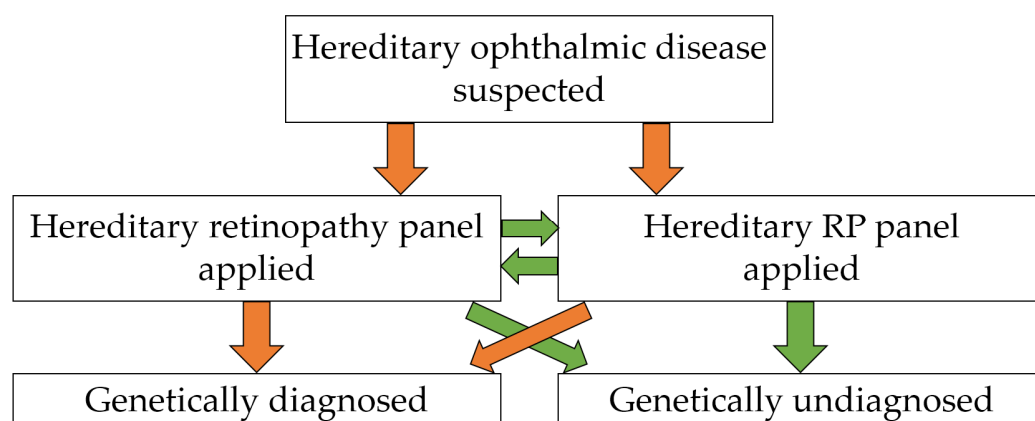 Hereditary ophthalmic disease
suspected
Hereditary retinopathy panel
applied
Hereditary RP panel
applied
Genetically diagnosed
Genetically undiagnosed